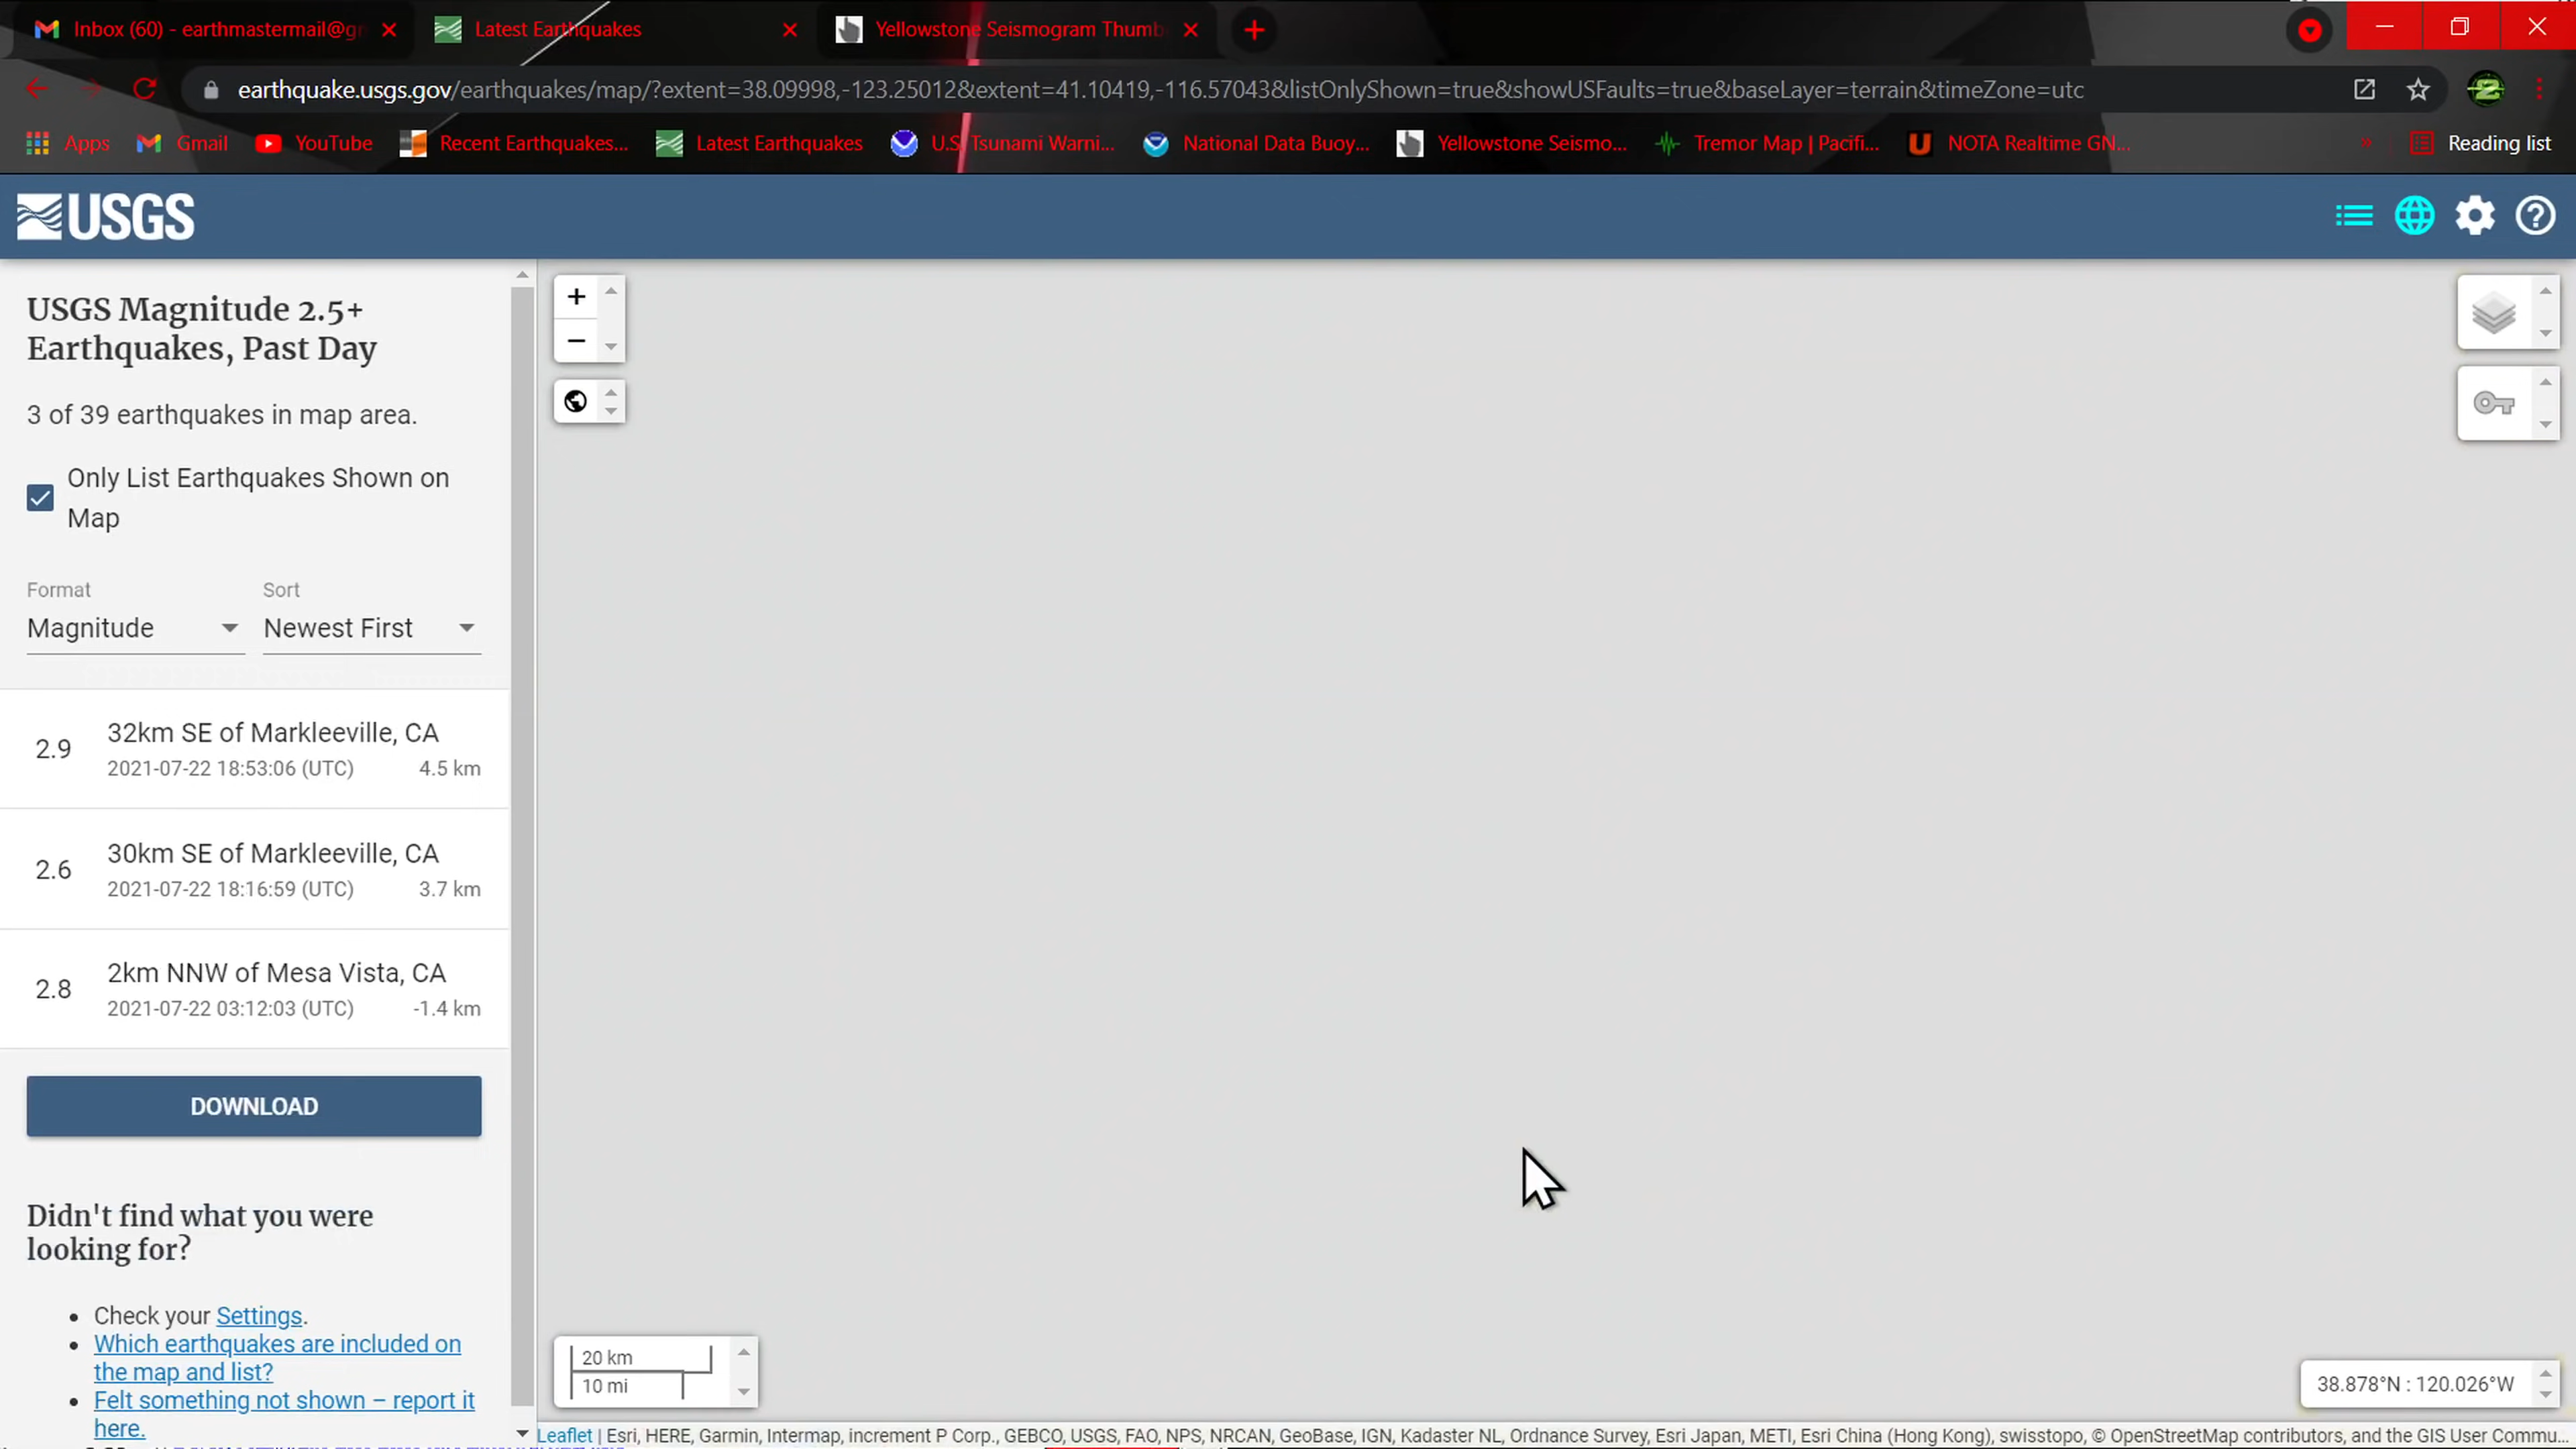 Inbox (60) - earthmastermail@gm
Latest Earthquakes
Yellowstone Seismogram Thumb
earthquake.usgs.gov/earthquakes/map/?extent=38.09998,-123.25012&extent=41.10419,-116.57043&listOnlyShown=true&showUSFaults=true&baseLayer=terrain&timeZone=utc
Apps
Gmail
YouTube
Recent Earthquakes...
Latest Earthquakes
U.S. Tsunami Warni...
National Data Buoy...
Yellowstone Seismo...
Tremor Map | Pacifi...
NOTA Realtime GN...
Reading list
USGS
USGS Magnitude 2.5+
Earthquakes, Past Day
3 of 39 earthquakes in map area.
Only List Earthquakes Shown on
Map
Format
Sort
Magnitude
Newest First
2.9
32km SE of Markleeville, CA
2021-07-22 18:53:06 (UTC)
4.5 km
2.6
30km SE of Markleeville, CA
2021-07-22 18:16:59 (UTC)
3.7 km
2.8
2km NNW of Mesa Vista, CA
2021-07-22 03:12:03 (UTC)
-1.4 km
DOWNLOAD
Didn't find what you were
looking for?
Check your Settings.
Which earthquakes are included on
the map and list?
Felt something not shown – report it
here.
20 km
10 mi
38.878°N : 120.026°W
Leaflet | Esri, HERE, Garmin, Intermap, increment P Corp., GEBCO, USGS, FAO, NPS, NRCAN, GeoBase, IGN, Kadaster NL, Ordnance Survey, Esri Japan, METI, Esri China (Hong Kong), swisstopo, © OpenStreetMap contributors, and the GIS User Commu...